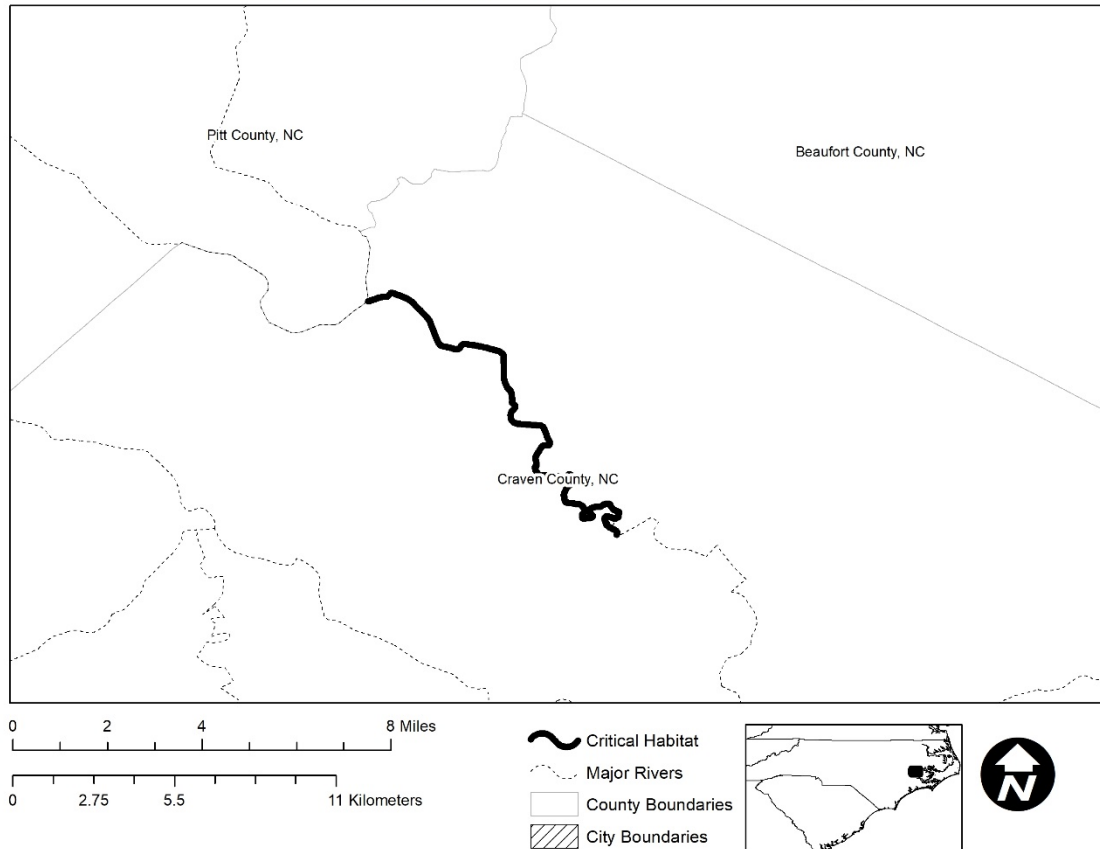 Pitt County, NC
Beaufort County, NC
Craven County, NC
0 2 4 8 Miles
0 2.75 5.5 11 Kilometers
Critical Habitat
Major Rivers
County Boundaries
City Boundaries
N